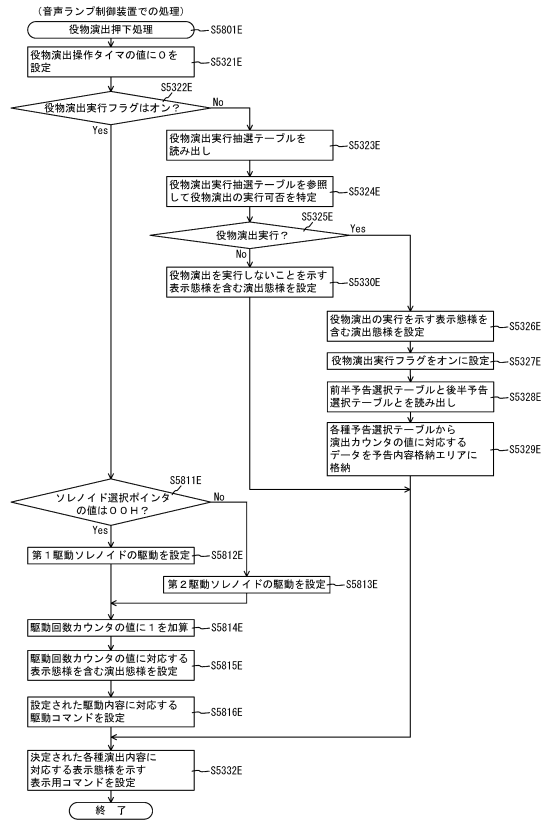 (音声ランプ制御装置での処理)
役物演出押下処理
S5801E
役物演出操作タイマの値に0を
設定
S5321E
S5322E
役物演出実行フラグはオン?
No
Yes
役物演出実行抽選テーブルを
読み出し
S5323E
役物演出実行抽選テーブルを参照
して役物演出の実行可否を特定
S5324E
S5325E
役物演出実行?
Yes
No
役物演出を実行しないことを示す
表示態様を含む演出態様を設定
S5330E
役物演出の実行を示す表示態様を
含む演出態様を設定
S5326E
役物演出実行フラグをオンに設定
S5327E
前半予告選択テーブルと後半予告
選択テーブルとを読み出し
S5328E
各種予告選択テーブルから
演出カウンタの値に対応する
データを予告内容格納エリアに
格納
S5329E
S5811E
ソレノイド選択ポインタ
の値は00H?
No
Yes
第1駆動ソレノイドの駆動を設定
S5812E
第2駆動ソレノイドの駆動を設定
S5813E
駆動回数カウンタの値に1を加算
S5814E
駆動回数カウンタの値に対応する
表示態様を含む演出態様を設定
S5815E
設定された駆動内容に対応する
駆動コマンドを設定
S5816E
決定された各種演出内容に
対応する表示態様を示す
表示用コマンドを設定
S5332E
終 了